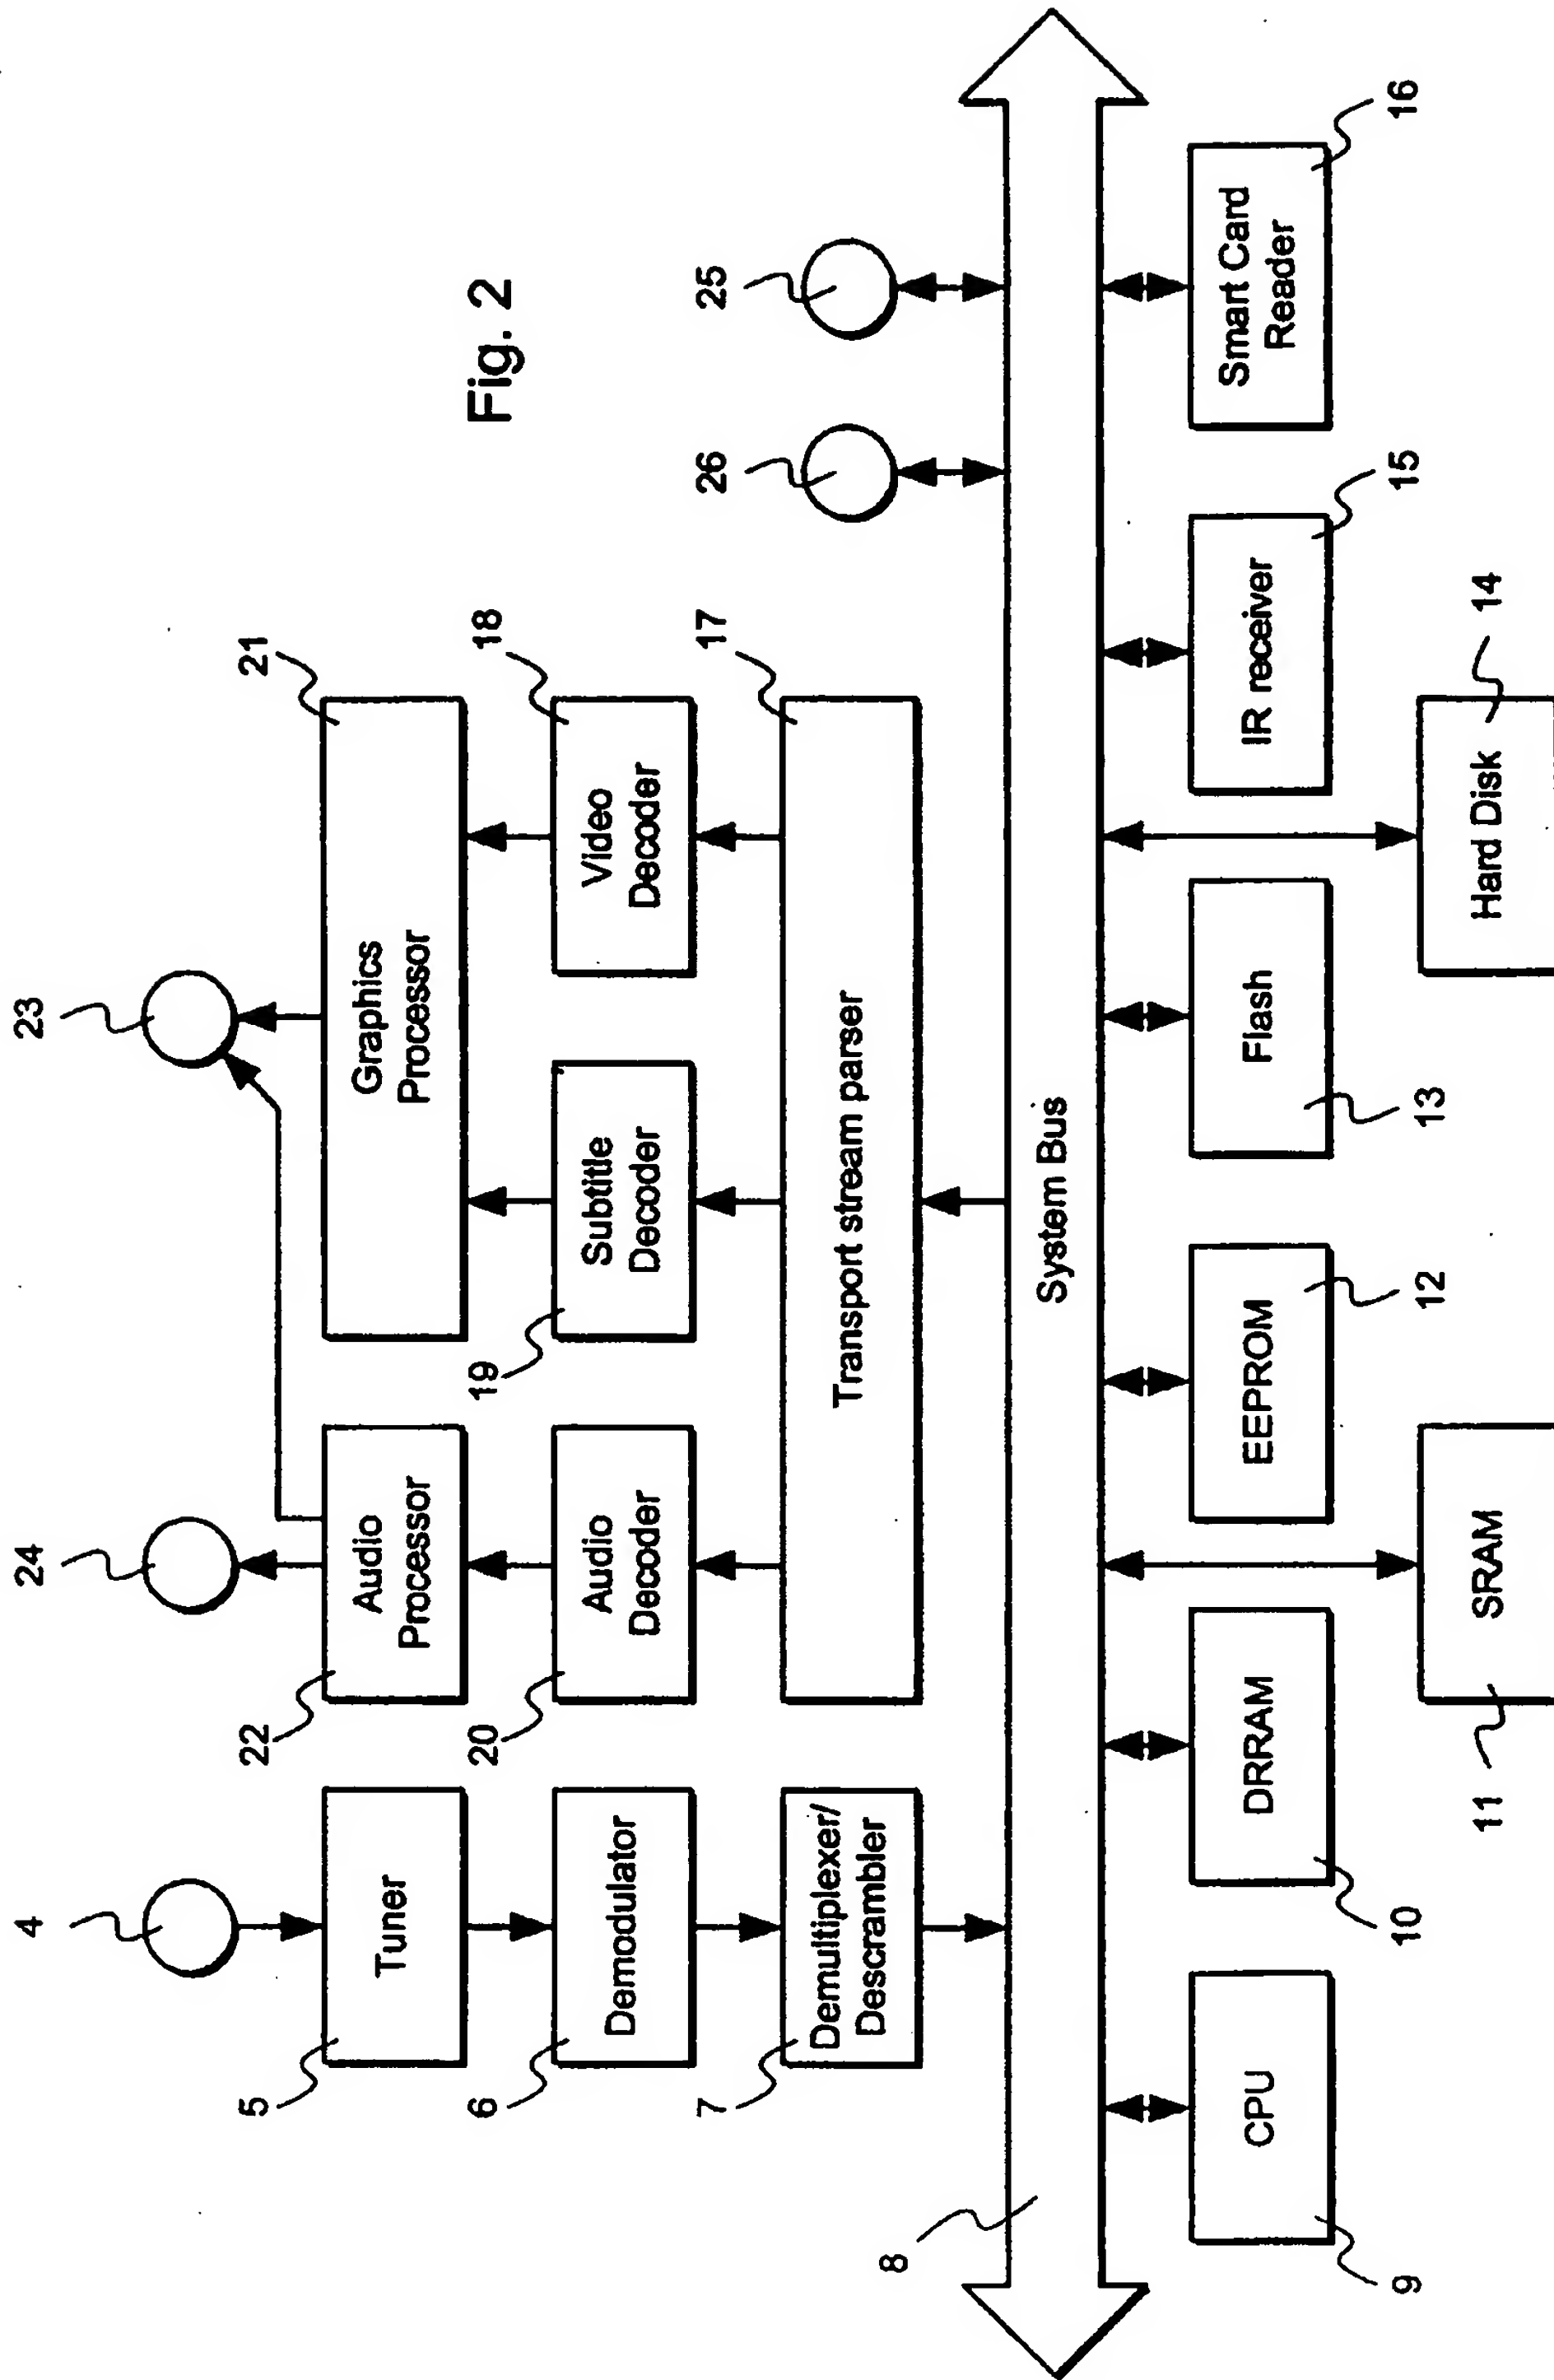 Fig. 2
4
24
23
5
Tuner
22
Audio
Processor
Graphics
Processor
21
6
Demodulator
20
Audio
Decoder
19
Subtitle
Decoder
Video
Decoder
18
7
Demultiplexer/
Descrambler
Transport stream parser
17
26
25
8
System Bus
CPU
9
DRRAM
10
EEPROM
12
Flash
13
IR receiver
15
Smart Card
Reader
16
SRAM
11
Hard Disk
14